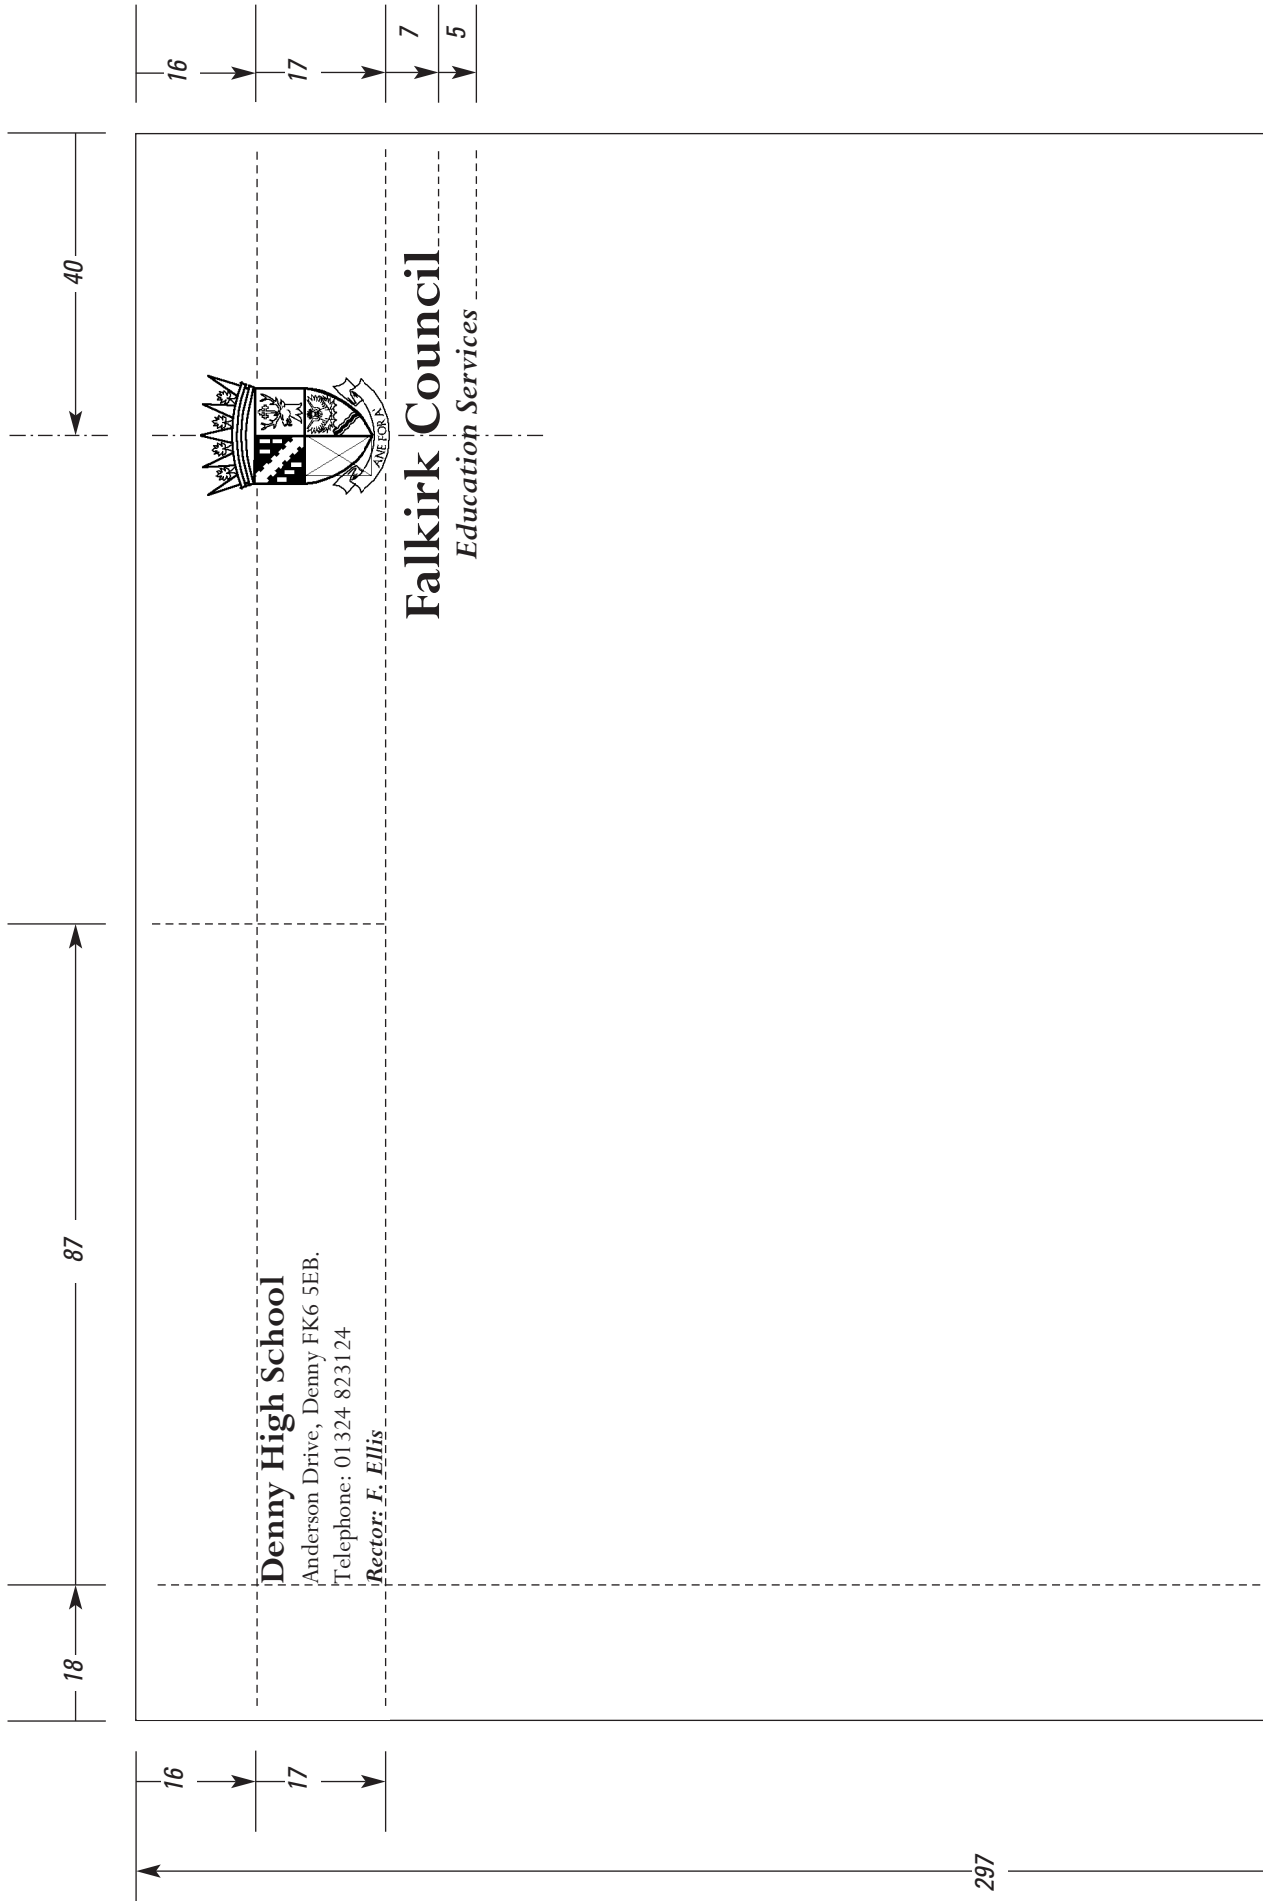 18
87
40
16
17
16
17
7
5
297
Denny High School
Anderson Drive, Denny FK6 5EB.
Telephone: 01324 823124
Rector: F. Ellis
ANE FOR A'
Falkirk Council
Education Services